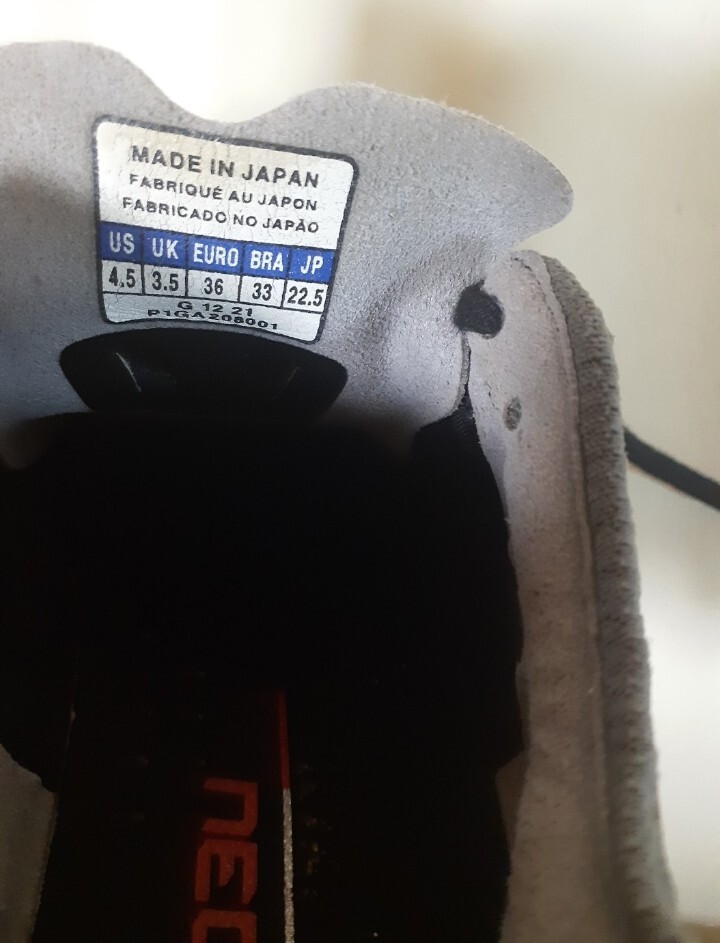 MADE IN JAPAN
FABRIQUÉ AU JAPON
FABRICADO NO JAPÃO
US UK EURO BRA JP
4.5 3.5 36 33 22.5
G 12 21
P1GA208001
NEO